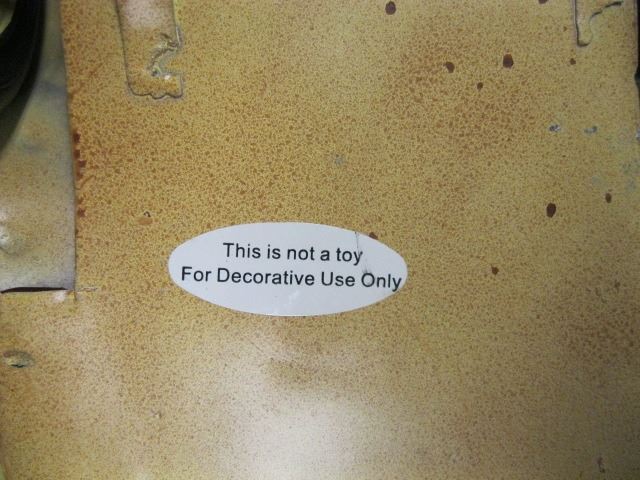 This is not a toy
For Decorative Use Only